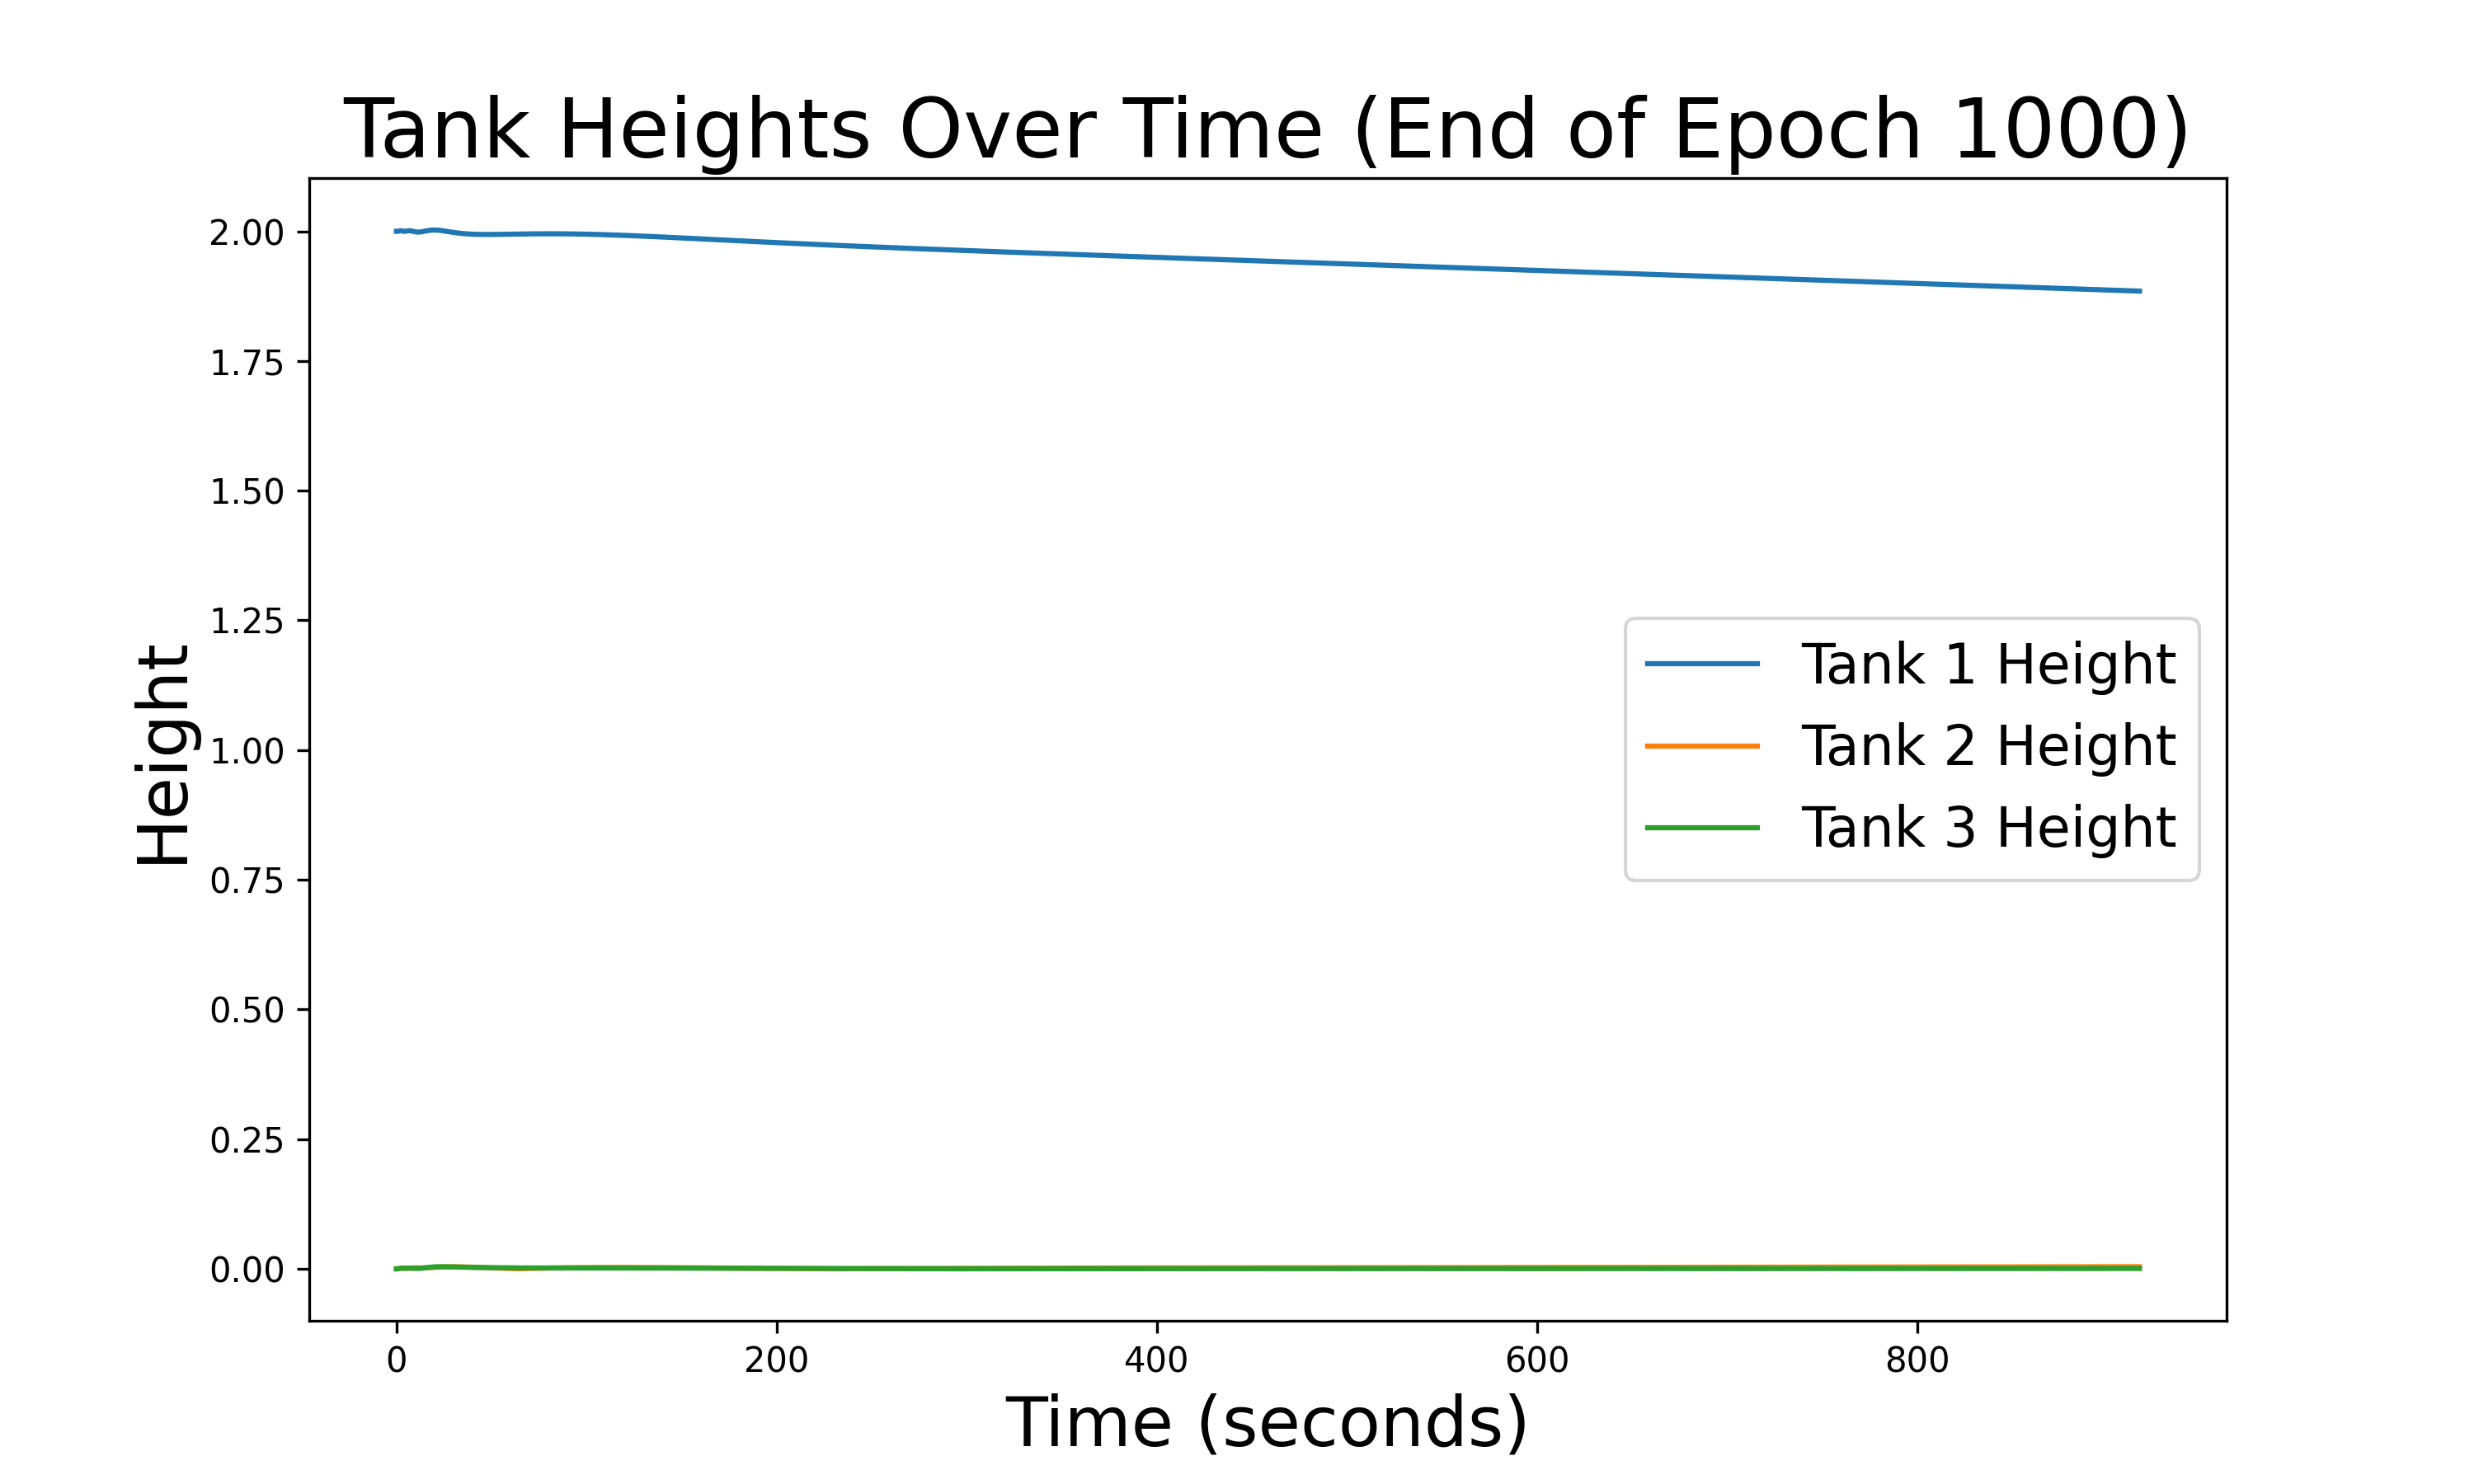 Tank Heights Over Time (End of Epoch 1000)
2.00
1.75
1.50
1.25
1.00
0.75
0.50
0.25
0.00
Height
Tank 1 Height
Tank 2 Height
Tank 3 Height
0 200 400 600 800
Time (seconds)